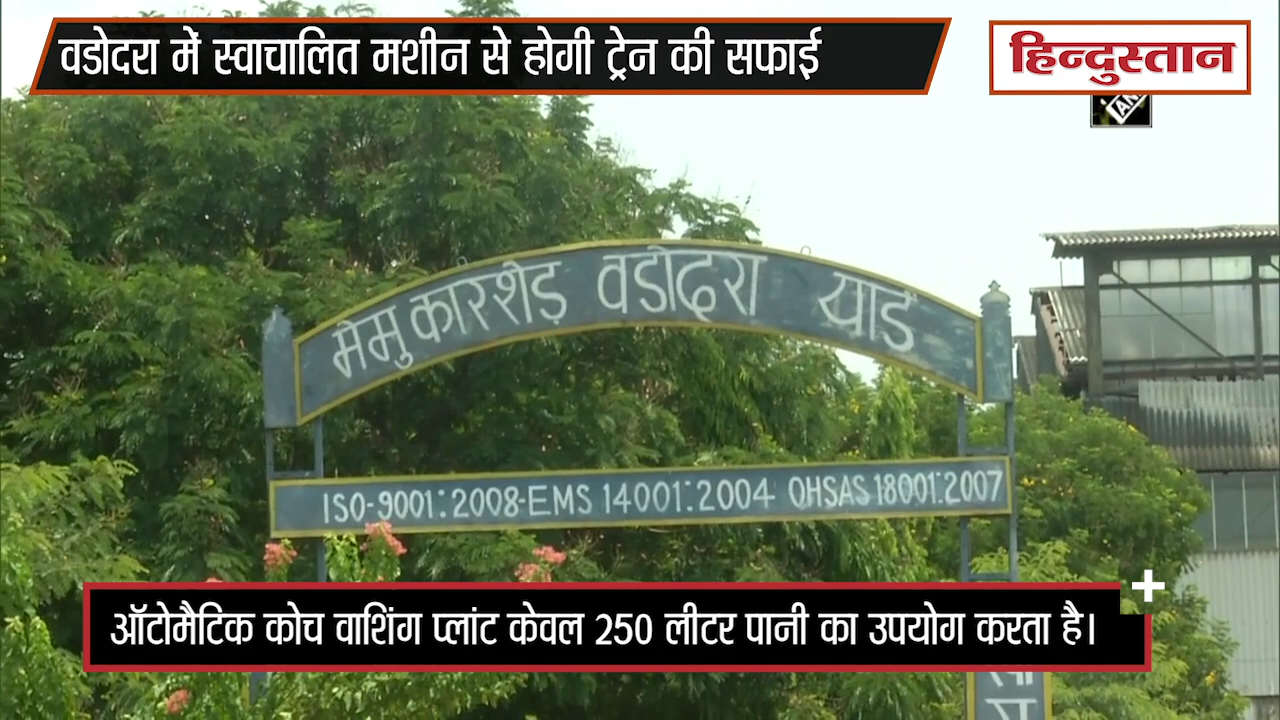 वडोदरा में स्वाचालित मशीन से होगी ट्रेन की सफाई
हिन्दुस्तान
ANI
मेमु कारशेड़ वडोदरा यार्ड
ISO-9001:2008-EMS 14001:2004 OHSAS 18001:2007
ऑटोमैटिक कोच वाशिंग प्लांट केवल 250 लीटर पानी का उपयोग करता है।